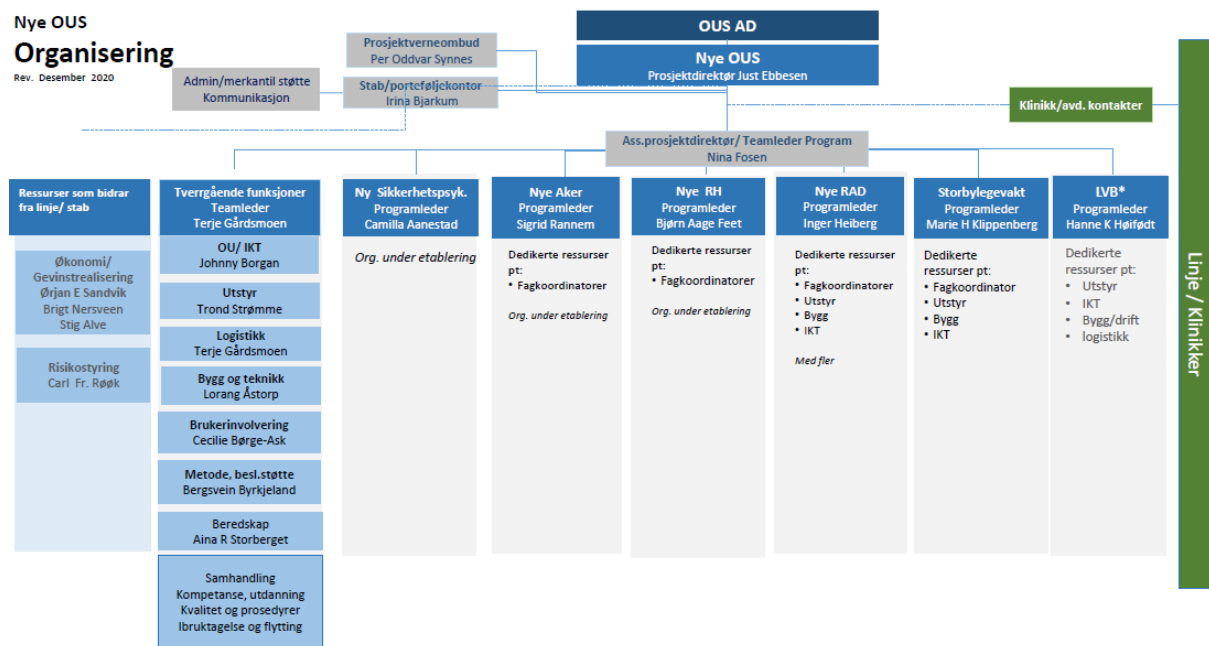 Nye OUS
Organisering
Rev. Desember 2020
OUS AD
Nye OUS
Prosjektdirektør Just Ebbesen
Prosjektverneombud
Per Oddvar Synnes
Admin/merkantil støtte
Kommunikasjon
Stab/porteføljekontor
Irina Bjarkum
Klinikk/avd. kontakter
Linje / Klinikker
Ass.prosjektdirektør/ Teamleder Program
Nina Fosen
Ressurser som bidrar
fra linje/ stab
Økonomi/
Gevinstrealisering
Ørjan E Sandvik
Brigt Nersveen
Stig Alve
Risikostyring
Carl Fr. Røøk
Tverrgående funksjoner
Teamleder
Terje Gårdsmoen
OU/ IKT
Johnny Borgan
Utstyr
Trond Strømme
Logistikk
Terje Gårdsmoen
Bygg og teknikk
Lorang Åstorp
Brukerinvolvering
Cecilie Børge-Ask
Metode, besl.støtte
Bergsvein Byrkjeland
Beredskap
Aina R Storberget
Samhandling
Kompetanse, utdanning
Kvalitet og prosedyrer
Ibruktagelse og flytting
Ny Sikkerhetspsyk.
Programleder
Camilla Aanestad
Org. under etablering
Nye Aker
Programleder
Sigrid Rannem
Dedikerte ressurser
pt:
• Fagkoordinatorer
Org. under etablering
Nye RH
Programleder
Bjørn Aage Feet
Dedikerte ressurser
pt:
• Fagkoordinatorer
Org. under etablering
Nye RAD
Programleder
Inger Heiberg
Dedikerte ressurser
pt:
• Fagkoordinatorer
• Utstyr
• Bygg
• IKT
Med fler
Storbylegevakt
Programleder
Marie H Klippenberg
Dedikerte
ressurser pt:
• Fagkoordinator
• Utstyr
• Bygg
• IKT
LVB*
Programleder
Hanne K Høifødt
Dedikerte
ressurser pt:
• Utstyr
• IKT
• Bygg/drift
• logistikk